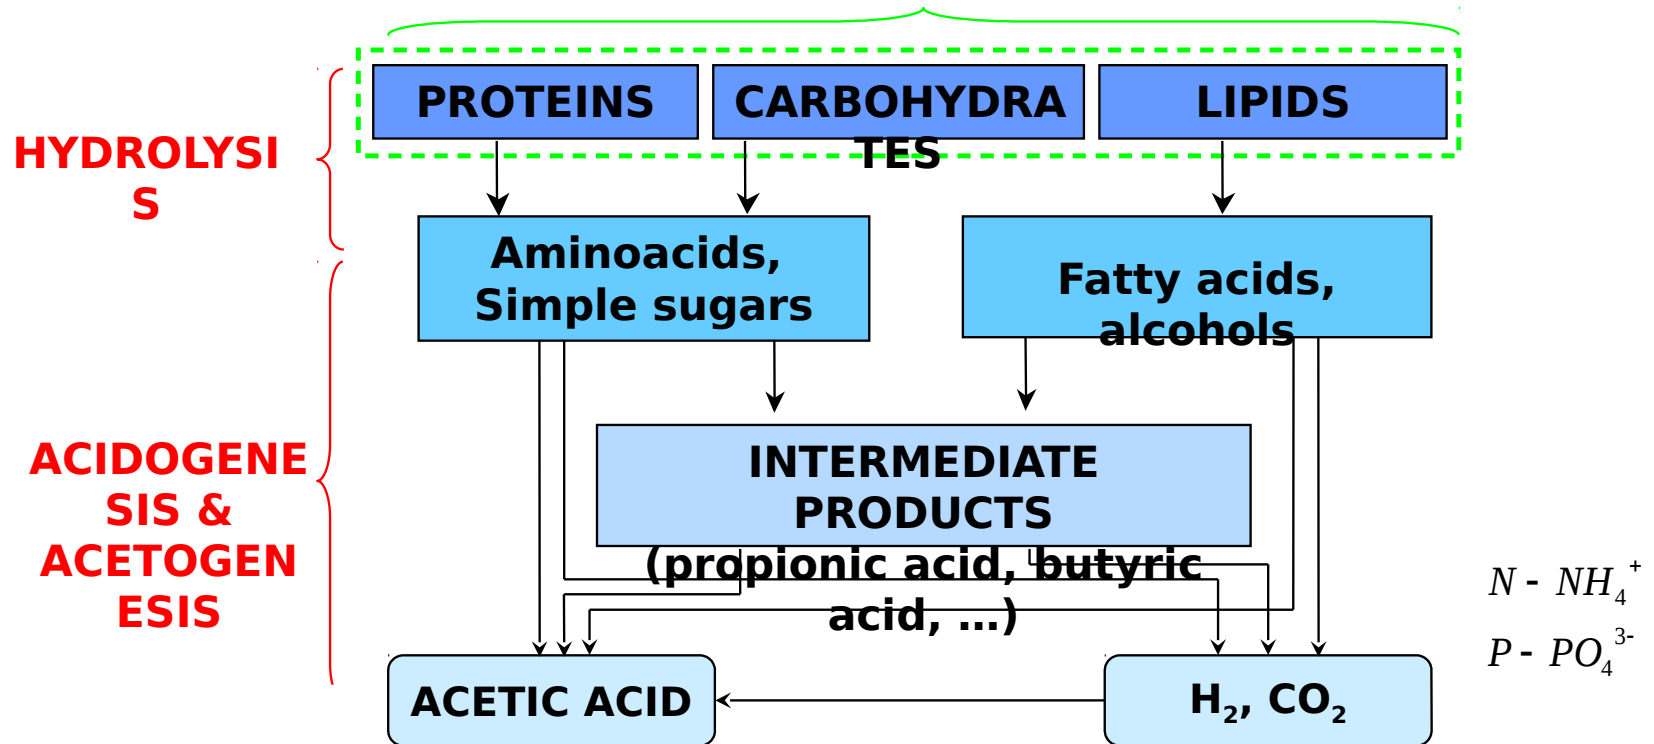 PROTEINS
CARBOHYDRA
TES
LIPIDS
HYDROLYSI
S
Aminoacids,
Simple sugars
Fatty acids,
alcohols
ACIDOGENE
SIS &
ACETOGEN
ESIS
INTERMEDIATE
PRODUCTS
(propionic acid, butyric
acid, ...)
N - NH₄⁺
P - PO₄³⁻
ACETIC ACID
H₂, CO₂